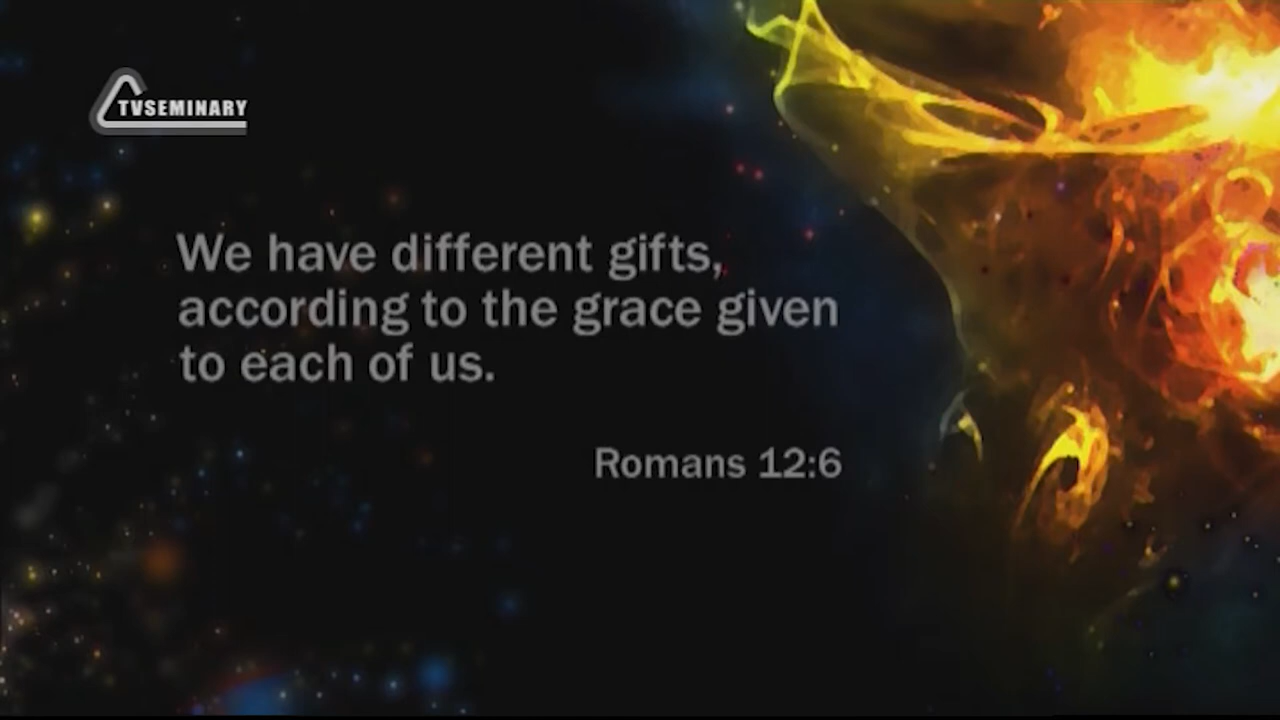 TVSEMINARY
We have different gifts,
according to the grace given
to each of us.
Romans 12:6